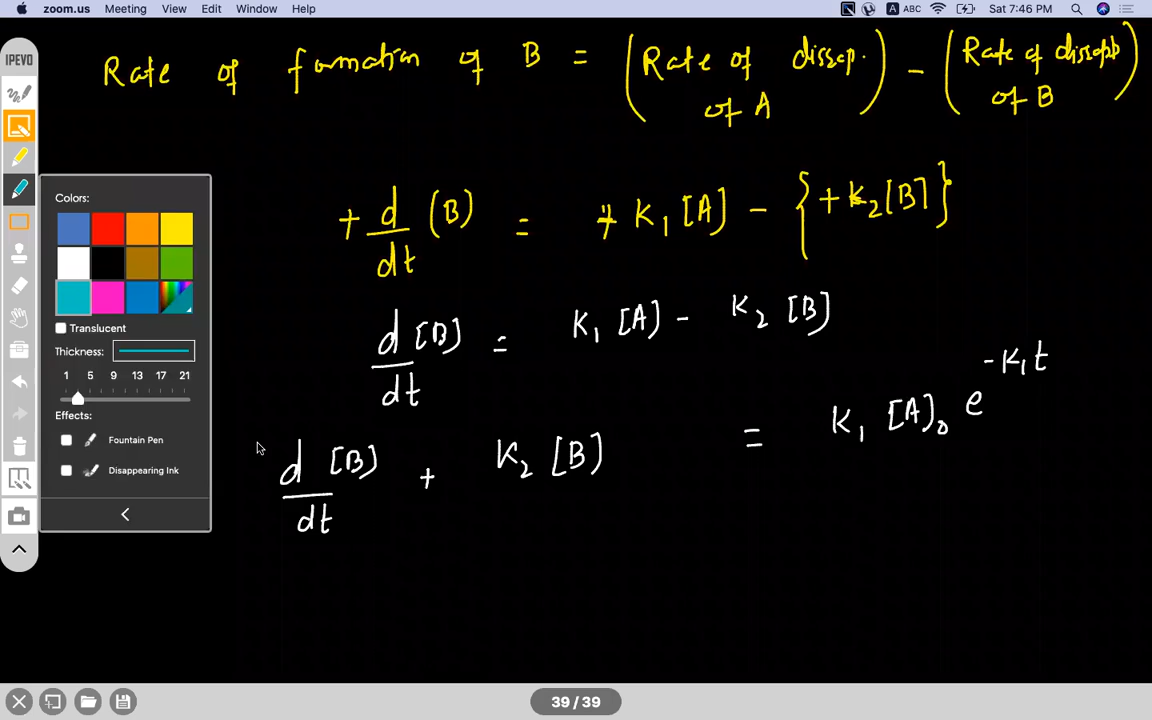 zoom.us Meeting View Edit Window Help A ABC Sat 7:46 PM
IPEVO
Rate of formation of B = (Rate of dissap. of A) - (Rate of of B)
+ d/dt (B) = + K₁ [A] - {+ K₂[B]}
d[B]/dt = K₁ [A] - K₂ [B]
d[B]/dt + K₂ [B] = K₁ [A]₀ e^(-K₁t)
Colors:
Translucent
Thickness:
1 5 9 13 17 21
Effects:
Fountain Pen
Disappearing Ink
39 / 39